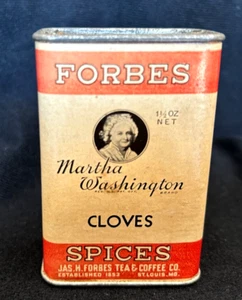 FORBES
1½ OZ
NET
Martha
Washington
BRAND
CLOVES
SPICES
JAS. H. FORBES TEA & COFFEE CO.
ESTABLISHED 1853 ST. LOUIS, MO.